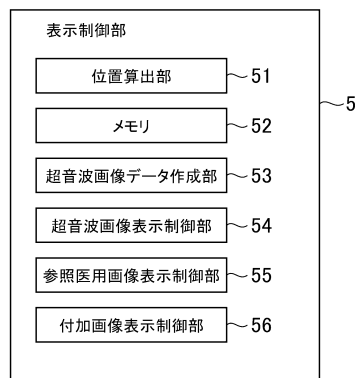 表示制御部
位置算出部 51
5
メモリ 52
超音波画像データ作成部 53
超音波画像表示制御部 54
参照医用画像表示制御部 55
付加画像表示制御部 56